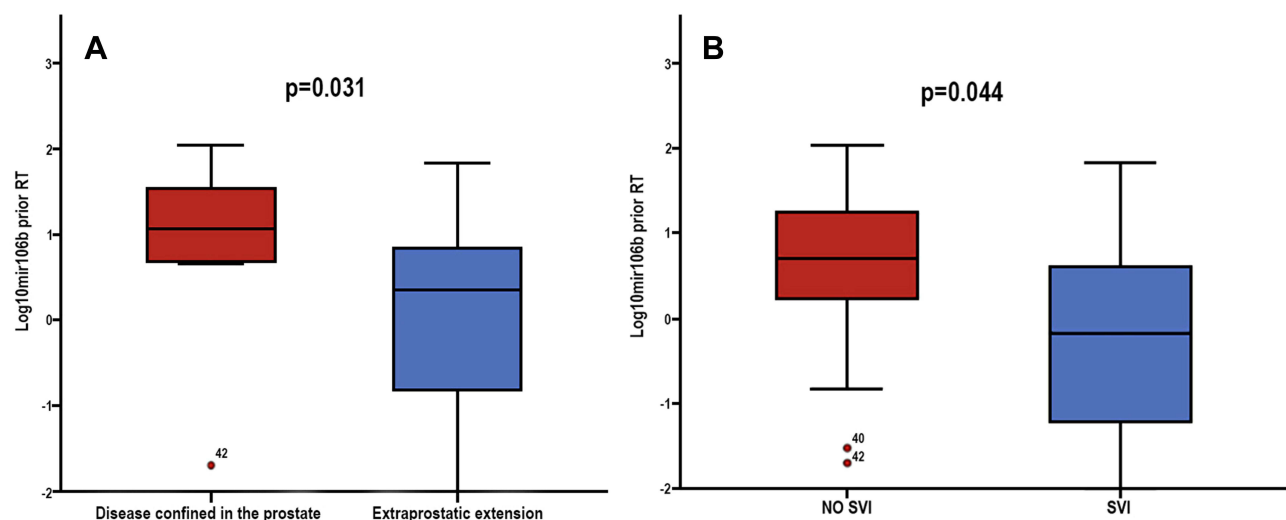 A
p=0.031
Log10mir106b prior RT
3
2
1
0
-1
-2
42
Disease confined in the prostate
Extraprostatic extension
B
p=0.044
Log10mir106b prior RT
3
2
1
0
-1
-2
40
42
NO SVI
SVI